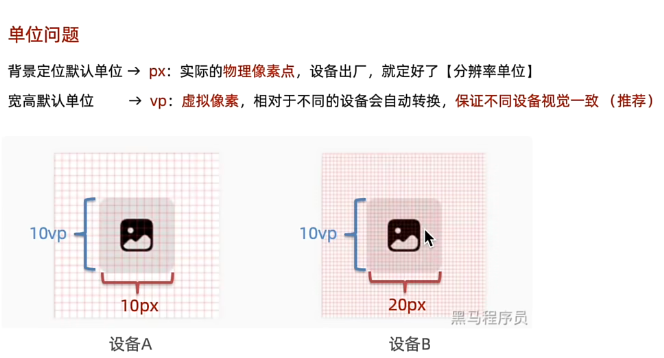 单位问题
背景定位默认单位 → px：实际的物理像素点，设备出厂，就定好了【分辨率单位】
宽高默认单位 → vp：虚拟像素，相对于不同的设备会自动转换，保证不同设备视觉一致 （推荐）
10vp
10vp
10px
20px
黑马程序员
设备A
设备B